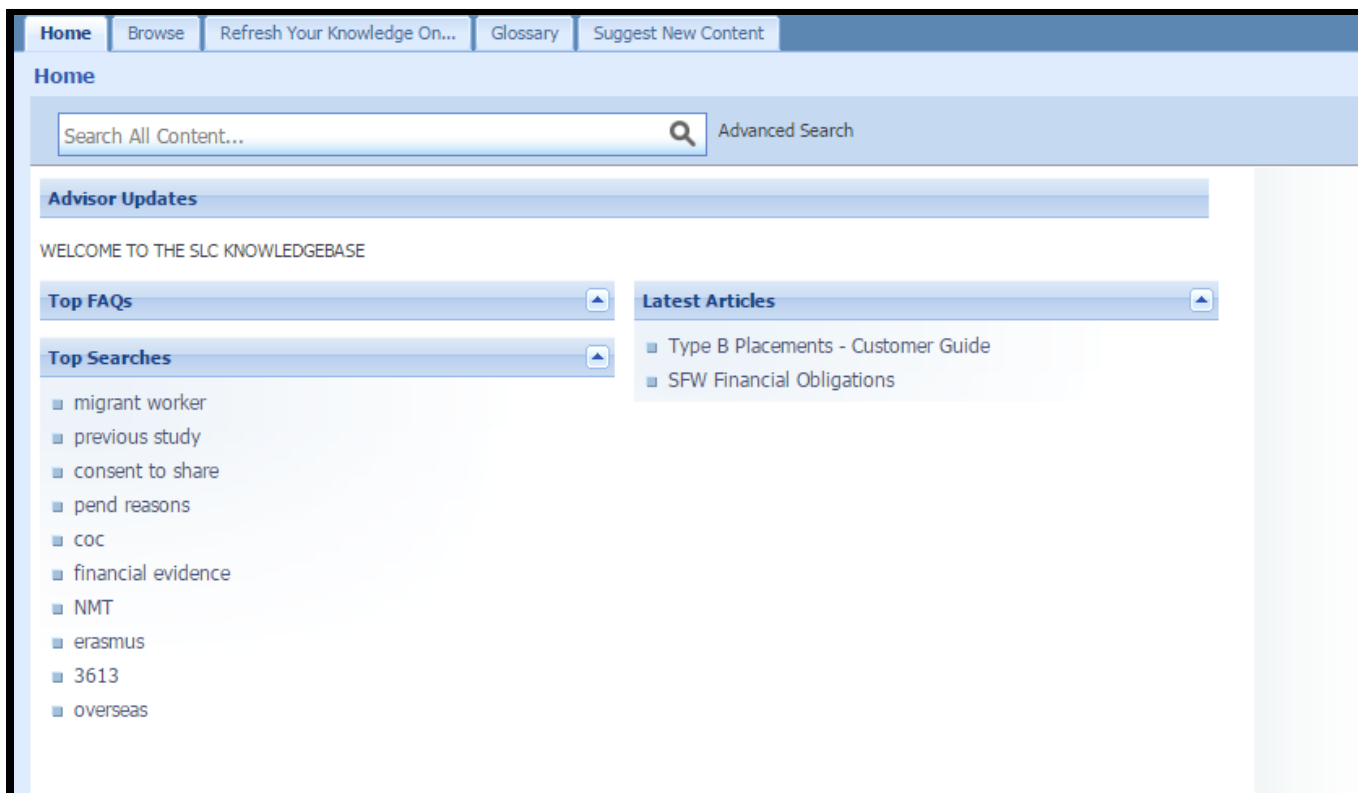 Home Browse Refresh Your Knowledge On... Glossary Suggest New Content
Home
Search All Content... Advanced Search
Advisor Updates
WELCOME TO THE SLC KNOWLEDGEBASE
Top FAQs
Top Searches
migrant worker
previous study
consent to share
pend reasons
coc
financial evidence
NMT
erasmus
3613
overseas
Latest Articles
Type B Placements - Customer Guide
SFW Financial Obligations